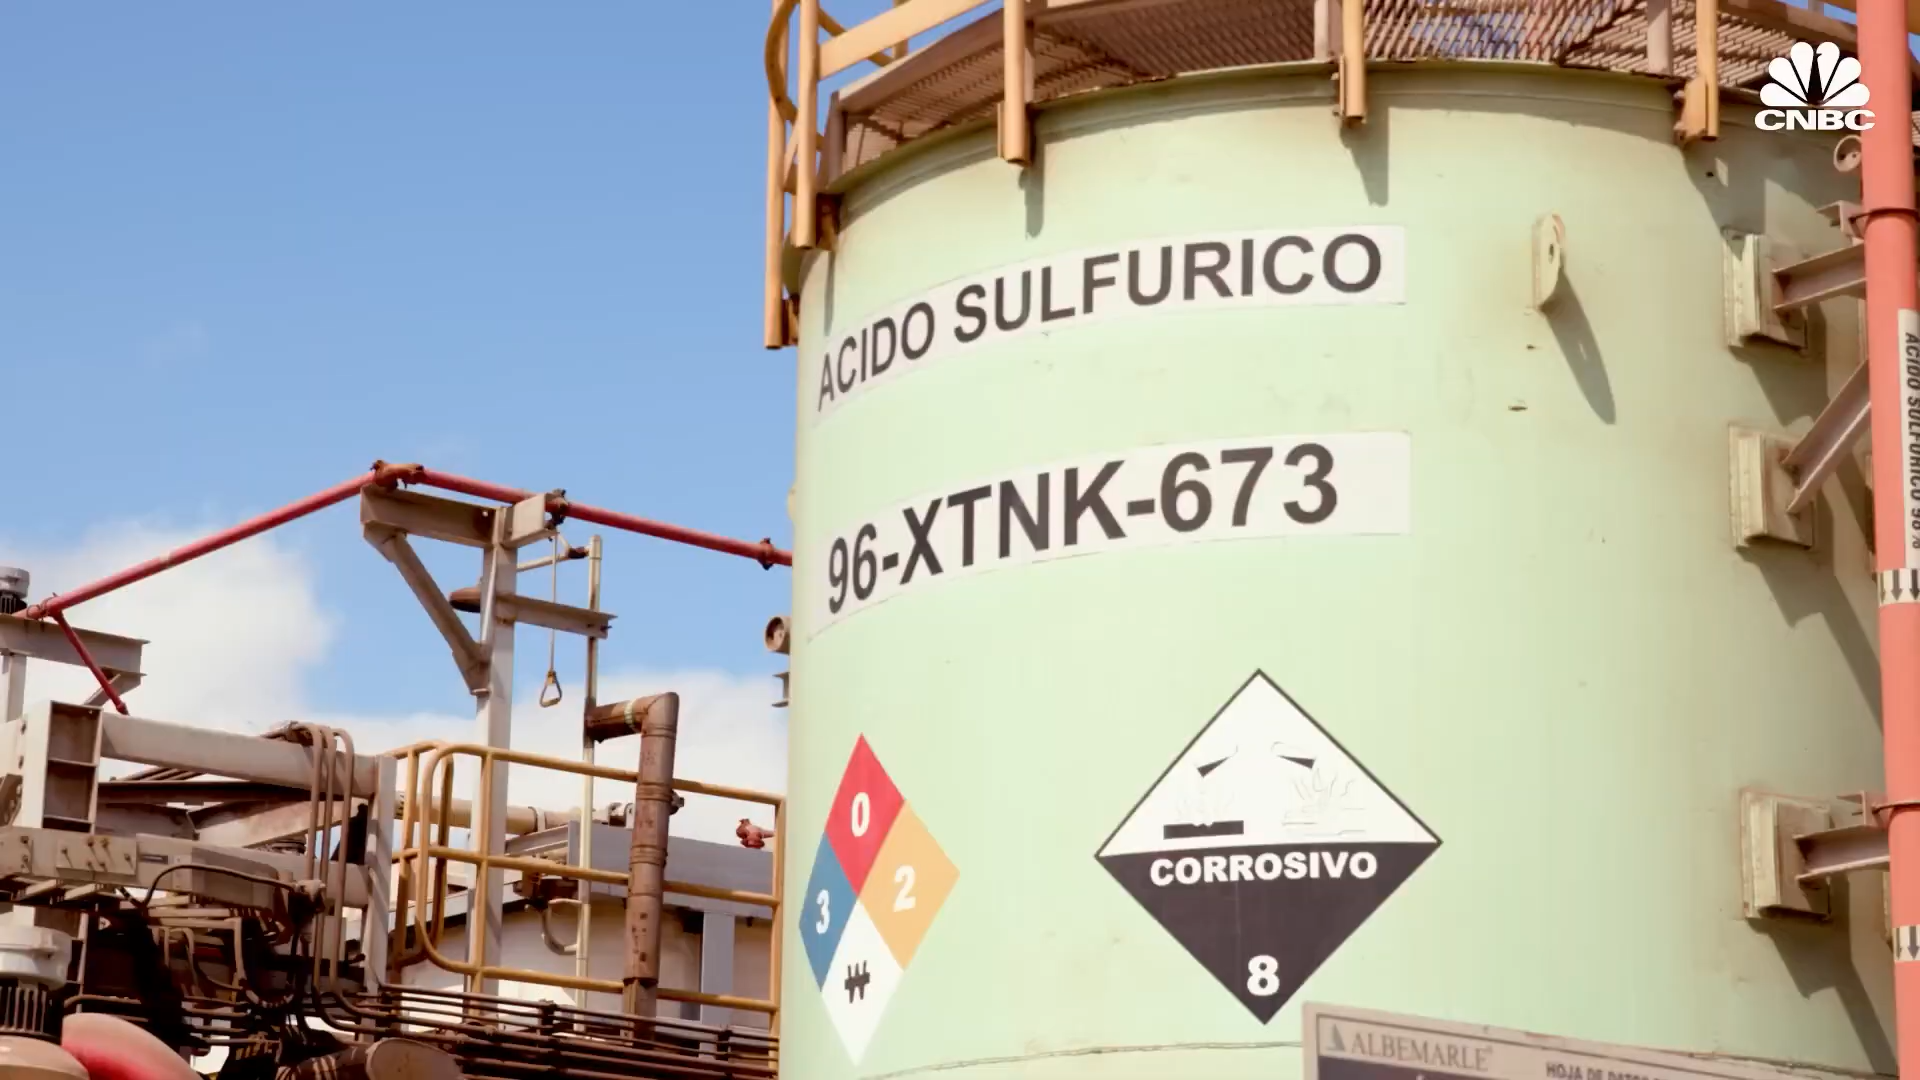 CNBC
ACIDO SULFURICO
96-XTNK-673
ACIDO SULFURICO 98%
0
3
2
W
CORROSIVO
8
ALBEMARLE
HOJA DE DATOS